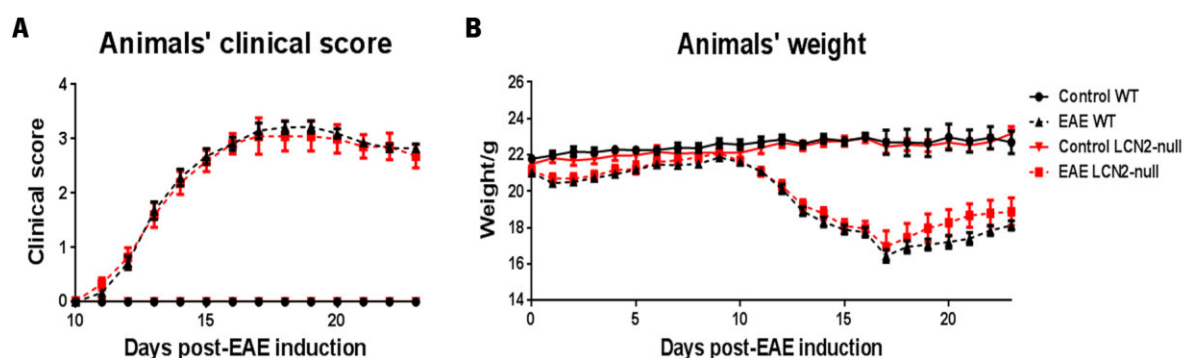 A
Animals' clinical score
Clinical score
4
3
2
1
0
10
15
20
Days post-EAE induction
B
Animals' weight
Weight/g
26
24
22
20
18
16
14
0
5
10
15
20
Days post-EAE induction
Control WT
EAE WT
Control LCN2-null
EAE LCN2-null